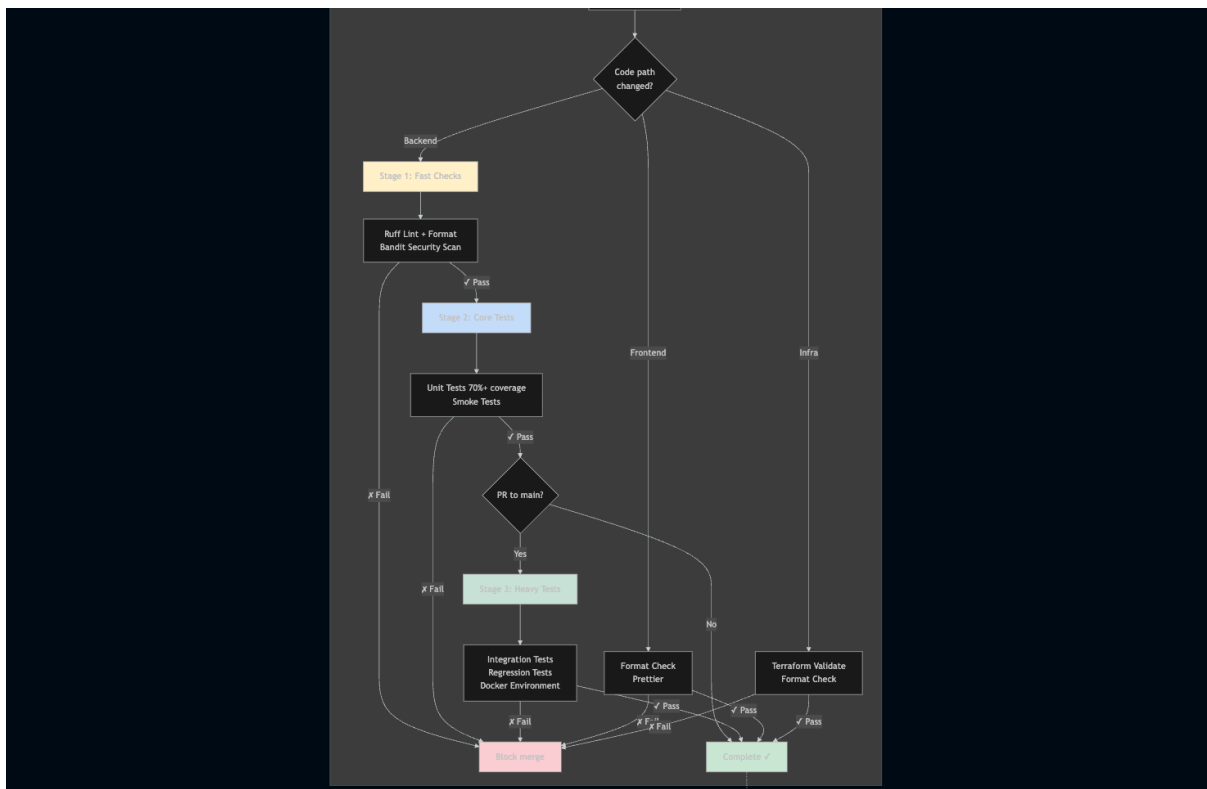 Code path
changed?
Backend
Stage 1: Fast Checks
Ruff Lint + Format
Bandit Security Scan
✓ Pass
Stage 2: Core Tests
Frontend
Infra
Unit Tests 70%+ coverage
Smoke Tests
✓ Pass
PR to main?
✗ Fail
Yes
✗ Fail
Stage 3: Heavy Tests
No
Integration Tests
Regression Tests
Docker Environment
Format Check
Prettier
Terraform Validate
Format Check
✓ Pass
✓ Pass
✗ Fail
✗ Fail
✓ Pass
Block merge
Complete ✓